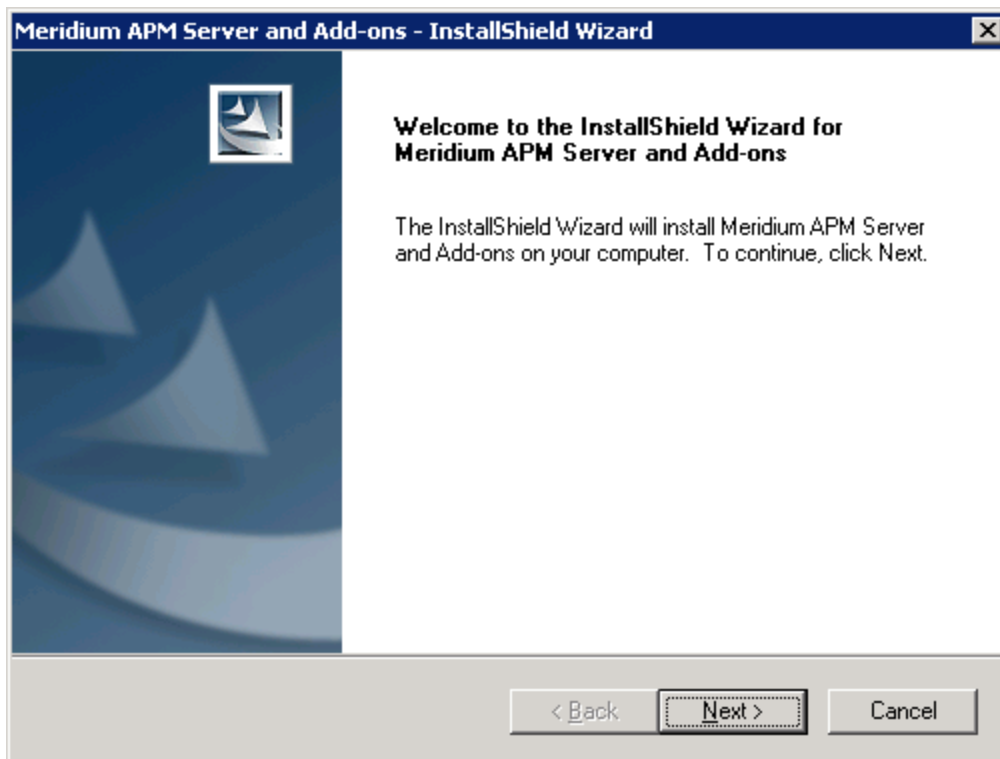 Meridium APM Server and Add-ons - InstallShield Wizard
Welcome to the InstallShield Wizard for
Meridium APM Server and Add-ons
The InstallShield Wizard will install Meridium APM Server
and Add-ons on your computer.  To continue, click Next.
< Back
Next >
Cancel